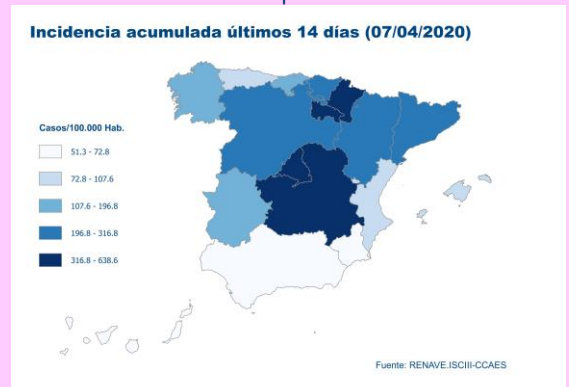 Incidencia acumulada últimos 14 días (07/04/2020)
Casos/100.000 Hab.
51.3 - 72.8
72.8 - 107.6
107.6 - 196.8
196.8 - 316.8
316.8 - 638.6
Fuente: RENAVE.ISCIII-CCAES